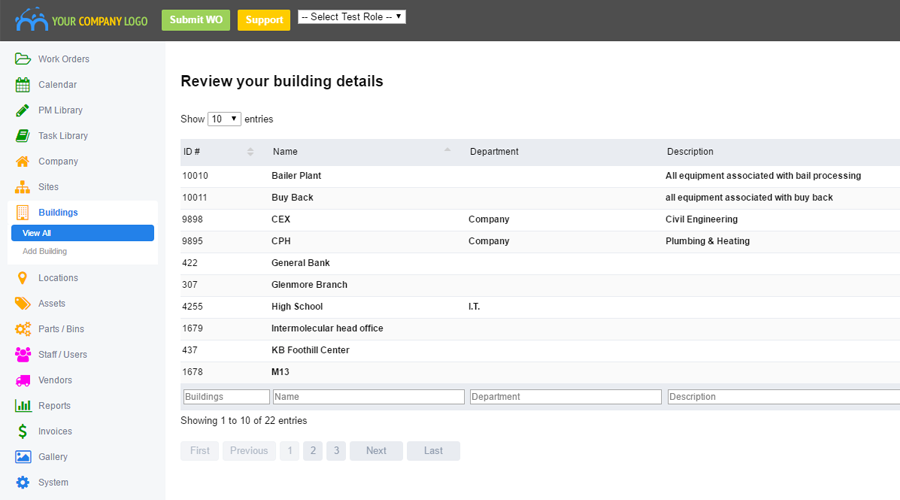 YOUR COMPANY LOGO
Submit WO
Support
-- Select Test Role --
Work Orders
Calendar
PM Library
Task Library
Company
Sites
Buildings
View All
Add Building
Locations
Assets
Parts / Bins
Staff / Users
Vendors
Reports
Invoices
Gallery
System
Review your building details
Show 10 entries
ID # Name Department Description
10010 Bailer Plant All equipment associated with bail processing
10011 Buy Back all equipment associated with buy back
9898 CEX Company Civil Engineering
9895 CPH Company Plumbing & Heating
422 General Bank
307 Glenmore Branch
4255 High School I.T.
1679 Intermolecular head office
437 KB Foothill Center
1678 M13
Buildings Name Department Description
Showing 1 to 10 of 22 entries
First Previous 1 2 3 Next Last